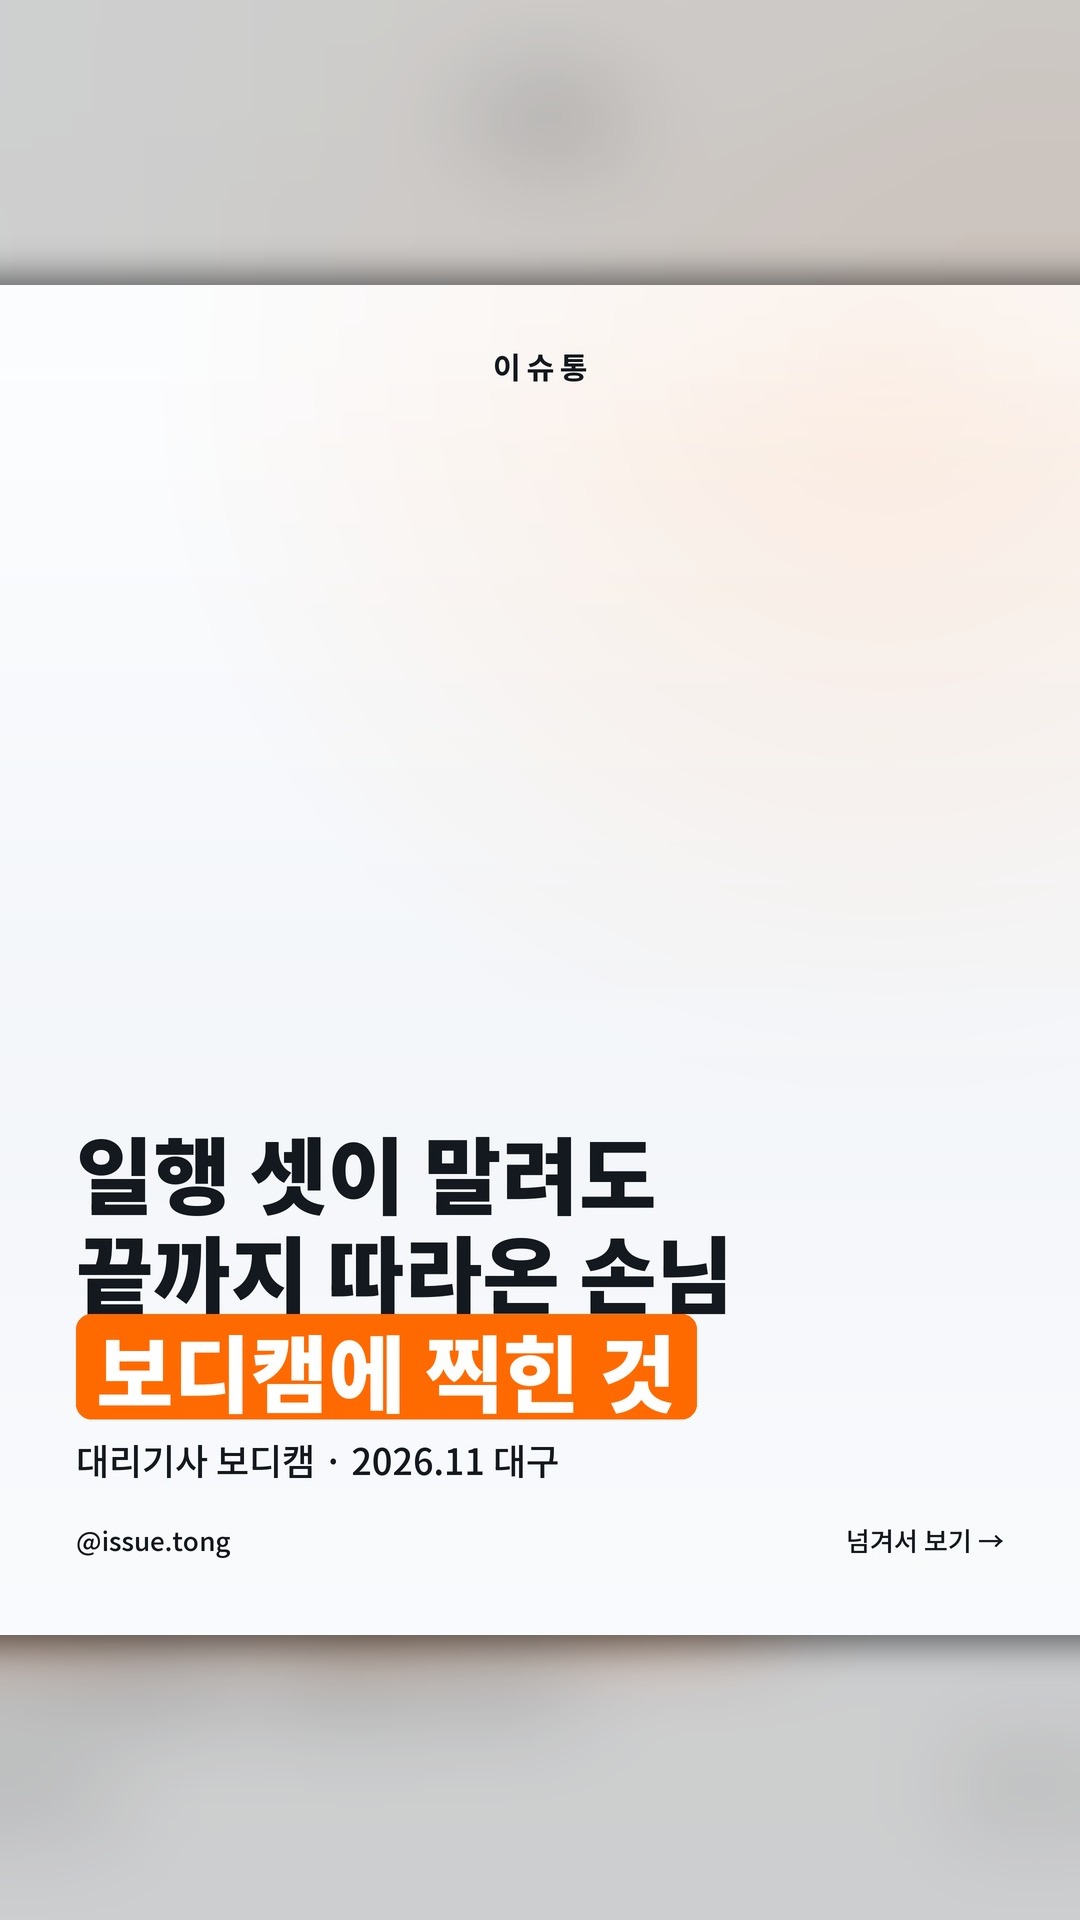 이슈통
일행 셋이 말려도
끝까지 따라온 손님
보디캠에 찍힌 것
대리기사 보디캠 · 2026.11 대구
@issue.tong
넘겨서 보기 →